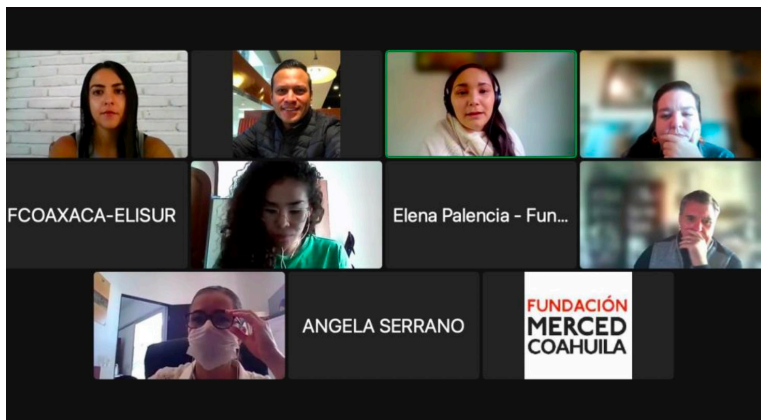 FCOAXACA-ELISUR
Elena Palencia - Fun...
ANGELA SERRANO
FUNDACIÓN
MERCED
COAHUILA